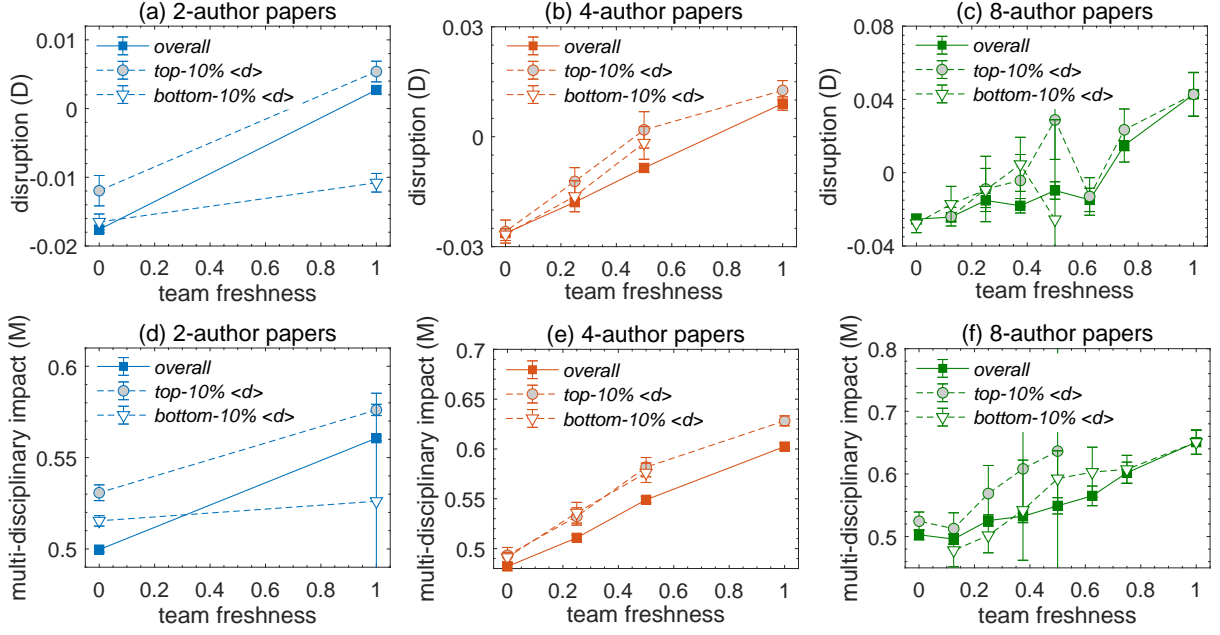 (a) 2-author papers
disruption (D)
0.01
0
-0.01
-0.02
overall
top-10% <d>
bottom-10% <d>
0 0.2 0.4 0.6 0.8 1
team freshness
(b) 4-author papers
disruption (D)
0.03
0
-0.03
overall
top-10% <d>
bottom-10% <d>
0 0.2 0.4 0.6 0.8 1
team freshness
(c) 8-author papers
disruption (D)
0.08
0.04
0
-0.04
overall
top-10% <d>
bottom-10% <d>
0 0.2 0.4 0.6 0.8 1
team freshness
(d) 2-author papers
multi-disciplinary impact (M)
0.6
0.55
0.5
overall
top-10% <d>
bottom-10% <d>
0 0.2 0.4 0.6 0.8 1
team freshness
(e) 4-author papers
multi-disciplinary impact (M)
0.7
0.65
0.6
0.55
0.5
overall
top-10% <d>
bottom-10% <d>
0 0.2 0.4 0.6 0.8 1
team freshness
(f) 8-author papers
multi-disciplinary impact (M)
0.8
0.7
0.6
0.5
0.4
overall
top-10% <d>
bottom-10% <d>
0 0.2 0.4 0.6 0.8 1
team freshness